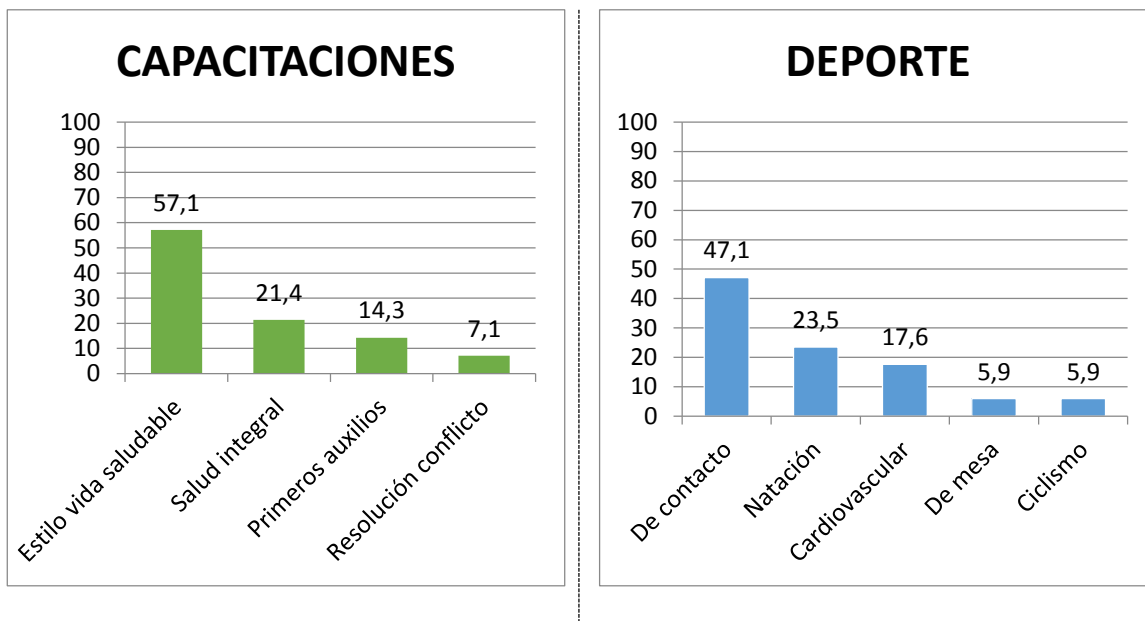 CAPACITACIONES
100
90
80
70
60
50
40
30
20
10
0
57,1
21,4
14,3
7,1
Estilo vida saludable
Salud integral
Primeros auxilios
Resolución conflicto
DEPORTE
100
90
80
70
60
50
40
30
20
10
0
47,1
23,5
17,6
5,9
5,9
De contacto
Natación
Cardiovascular
De mesa
Ciclismo